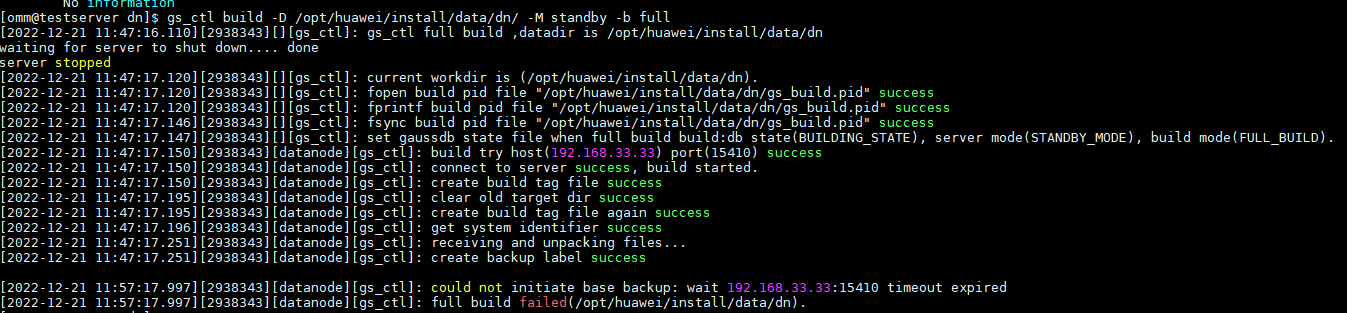 No information
[omm@testserver dn]$ gs_ctl build -D /opt/huawei/install/data/dn/ -M standby -b full
[2022-12-21 11:47:16.110][2938343][][gs_ctl]: gs_ctl full build ,datadir is /opt/huawei/install/data/dn
waiting for server to shut down.... done
server stopped
[2022-12-21 11:47:17.120][2938343][][gs_ctl]: current workdir is (/opt/huawei/install/data/dn).
[2022-12-21 11:47:17.120][2938343][][gs_ctl]: fopen build pid file "/opt/huawei/install/data/dn/gs_build.pid" success
[2022-12-21 11:47:17.120][2938343][][gs_ctl]: fprintf build pid file "/opt/huawei/install/data/dn/gs_build.pid" success
[2022-12-21 11:47:17.146][2938343][][gs_ctl]: fsync build pid file "/opt/huawei/install/data/dn/gs_build.pid" success
[2022-12-21 11:47:17.147][2938343][][gs_ctl]: set gaussdb state file when full build build:db state(BUILDING_STATE), server mode(STANDBY_MODE), build mode(FULL_BUILD).
[2022-12-21 11:47:17.150][2938343][datanode][gs_ctl]: build try host(192.168.33.33) port(15410) success
[2022-12-21 11:47:17.150][2938343][datanode][gs_ctl]: connect to server success, build started.
[2022-12-21 11:47:17.150][2938343][datanode][gs_ctl]: create build tag file success
[2022-12-21 11:47:17.195][2938343][datanode][gs_ctl]: clear old target dir success
[2022-12-21 11:47:17.195][2938343][datanode][gs_ctl]: create build tag file again success
[2022-12-21 11:47:17.196][2938343][datanode][gs_ctl]: get system identifier success
[2022-12-21 11:47:17.251][2938343][datanode][gs_ctl]: receiving and unpacking files...
[2022-12-21 11:47:17.251][2938343][datanode][gs_ctl]: create backup label success
[2022-12-21 11:57:17.997][2938343][datanode][gs_ctl]: could not initiate base backup: wait 192.168.33.33:15410 timeout expired
[2022-12-21 11:57:17.997][2938343][datanode][gs_ctl]: full build failed(/opt/huawei/install/data/dn).